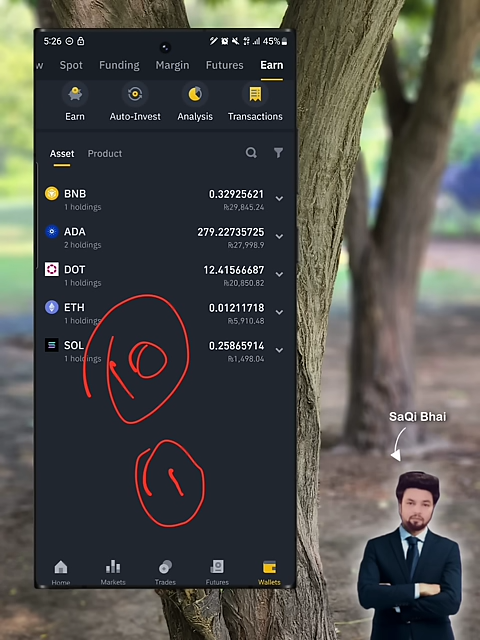 5:26 45%
w Spot Funding Margin Futures Earn
Earn Auto-Invest Analysis Transactions
Asset Product
BNB 0.32925621
1 holdings ₨29,845.24
ADA 279.22735725
2 holdings ₨27,998.9
DOT 12.41566687
1 holdings ₨20,850.82
ETH 0.01211718
1 holdings ₨5,910.48
SOL 0.25865914
1 holdings ₨1,498.04
10
11
SaQi Bhai
Home Markets Trades Futures Wallets